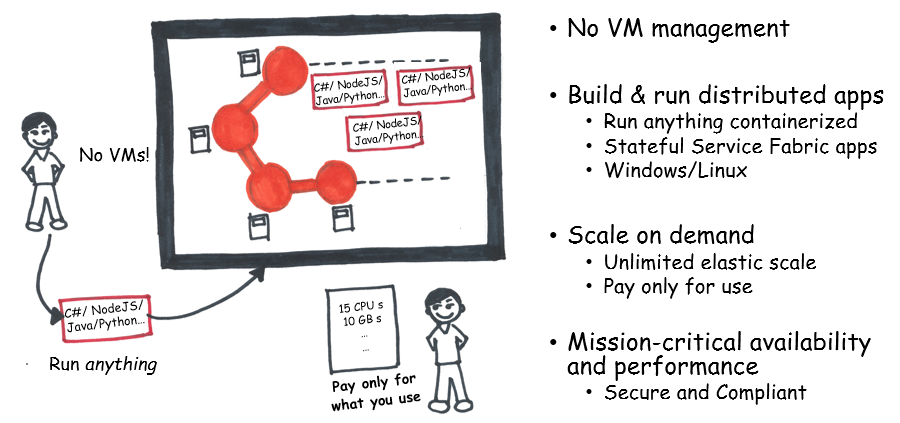 No VMs!
C#/ NodeJS/
Java/Python...
C#/ NodeJS/
Java/Python...
C#/ NodeJS/
Java/Python...
C#/ NodeJS/
Java/Python...
Run anything
15 CPU s
10 GB s
...
...
Pay only for
what you use
• No VM management
• Build & run distributed apps
• Run anything containerized
• Stateful Service Fabric apps
• Windows/Linux
• Scale on demand
• Unlimited elastic scale
• Pay only for use
• Mission-critical availability
and performance
• Secure and Compliant